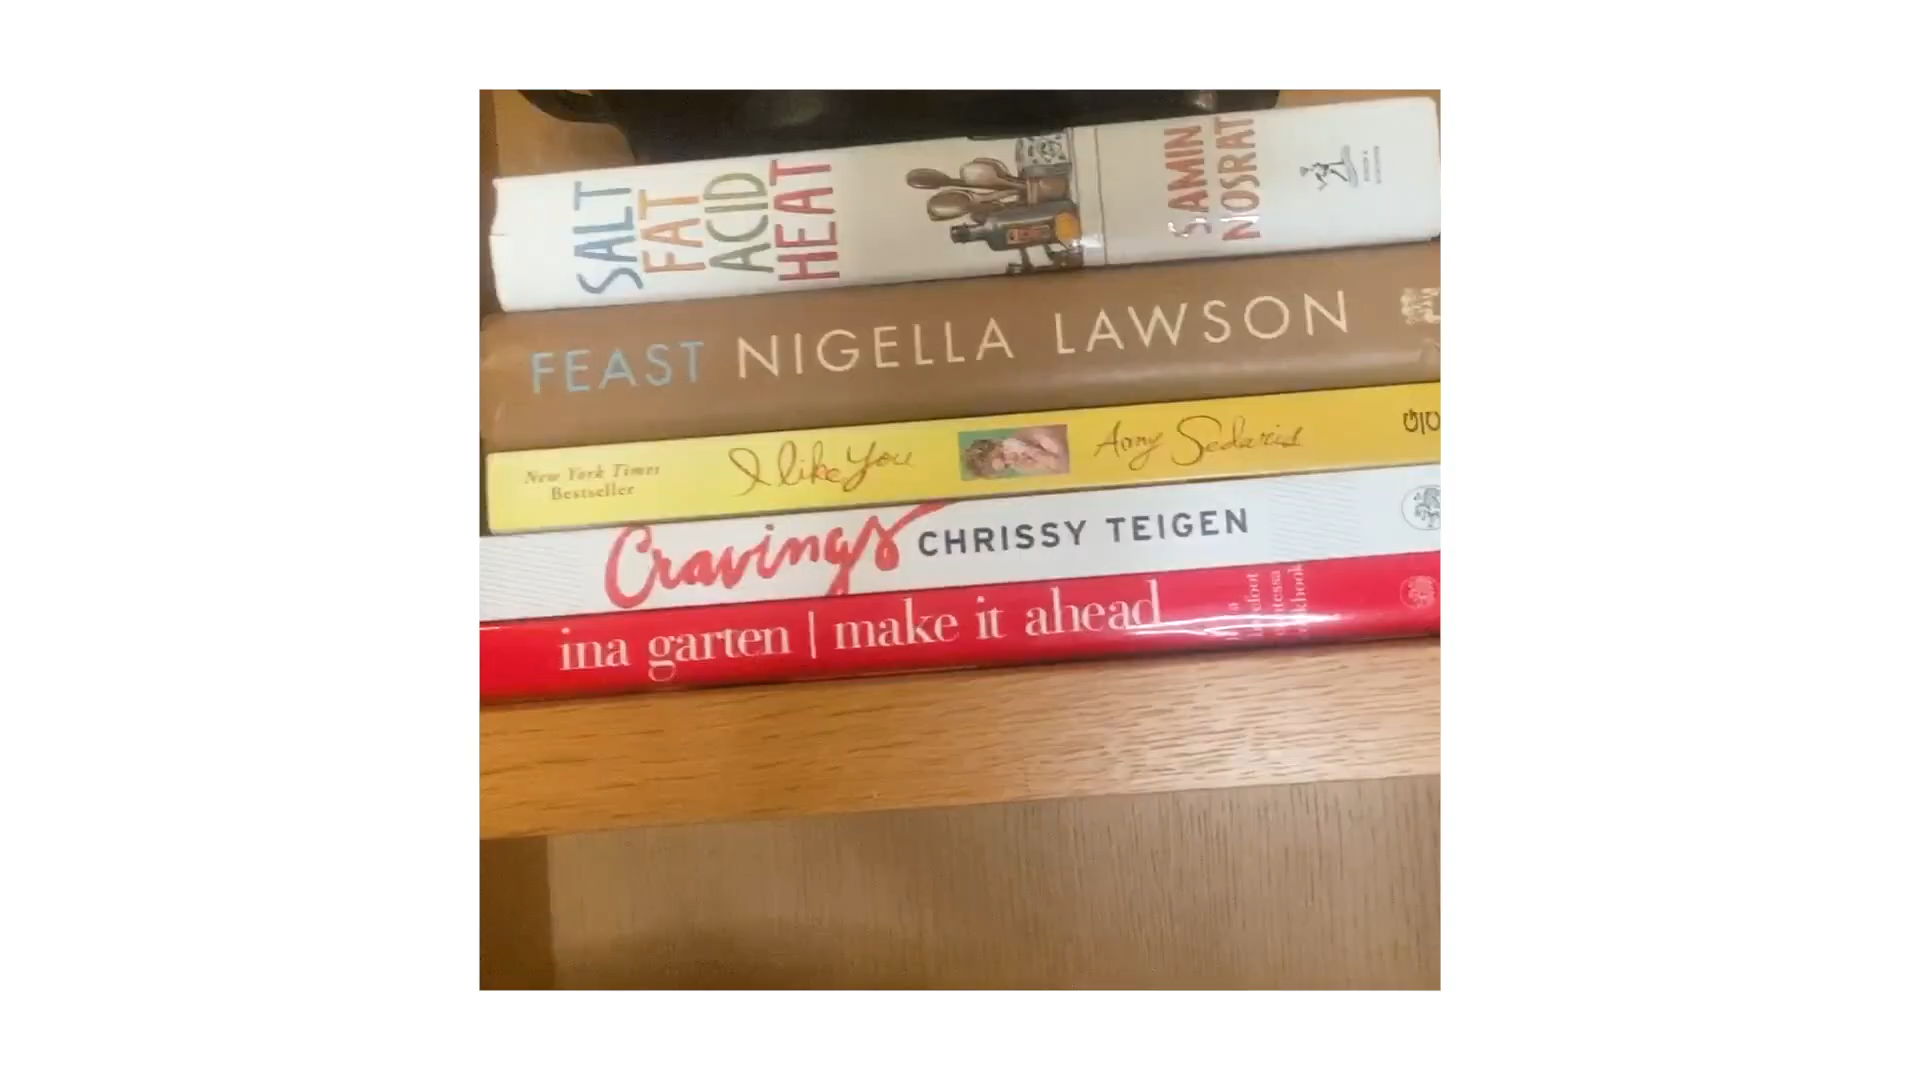 SALT
FAT
ACID
HEAT
SAMIN
NOSRAT
FEAST NIGELLA LAWSON
New York Times
Bestseller
I like You
Amy Sedaris
Cravings CHRISSY TEIGEN
ina garten | make it ahead
a